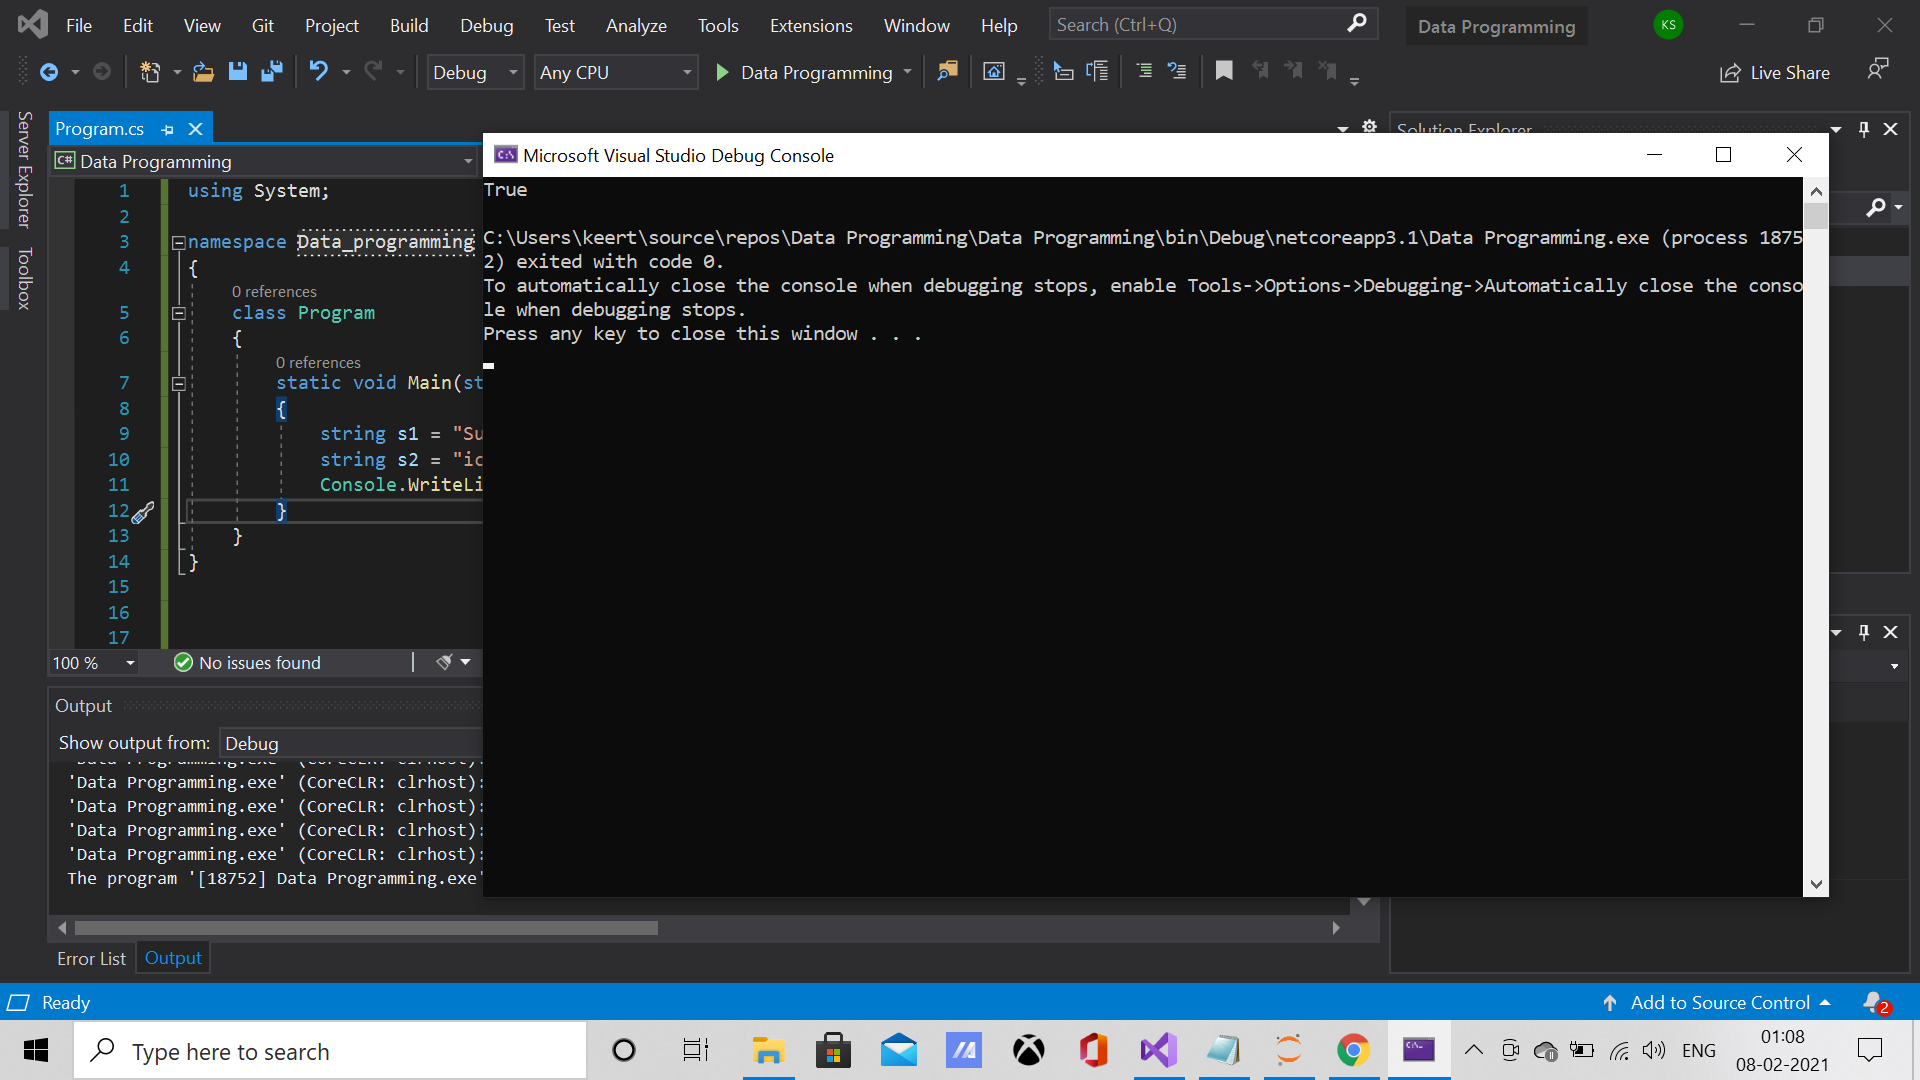 File Edit View Git Project Build Debug Test Analyze Tools Extensions Window Help Search (Ctrl+Q) Data Programming KS
Debug Any CPU Data Programming Live Share
Server Explorer
Toolbox
Program.cs
Solution Explorer
C# Data Programming
Microsoft Visual Studio Debug Console
1 using System;
2
3 namespace Data_programming
4 {
0 references
5 class Program
6 {
0 references
7 static void Main(st
8 {
9 string s1 = "Su
10 string s2 = "ic
11 Console.WriteLi
12 }
13 }
14 }
15
16
17
True
C:\Users\keert\source\repos\Data Programming\Data Programming\bin\Debug\netcoreapp3.1\Data Programming.exe (process 1875
2) exited with code 0.
To automatically close the console when debugging stops, enable Tools->Options->Debugging->Automatically close the conso
le when debugging stops.
Press any key to close this window . . .
100 % No issues found
Output
Show output from: Debug
'Data Programming.exe' (CoreCLR: clrhost):
'Data Programming.exe' (CoreCLR: clrhost):
'Data Programming.exe' (CoreCLR: clrhost):
'Data Programming.exe' (CoreCLR: clrhost):
'Data Programming.exe' (CoreCLR: clrhost):
The program '[18752] Data Programming.exe'
Error List Output
Ready Add to Source Control 2
Type here to search ENG 01:08
08-02-2021